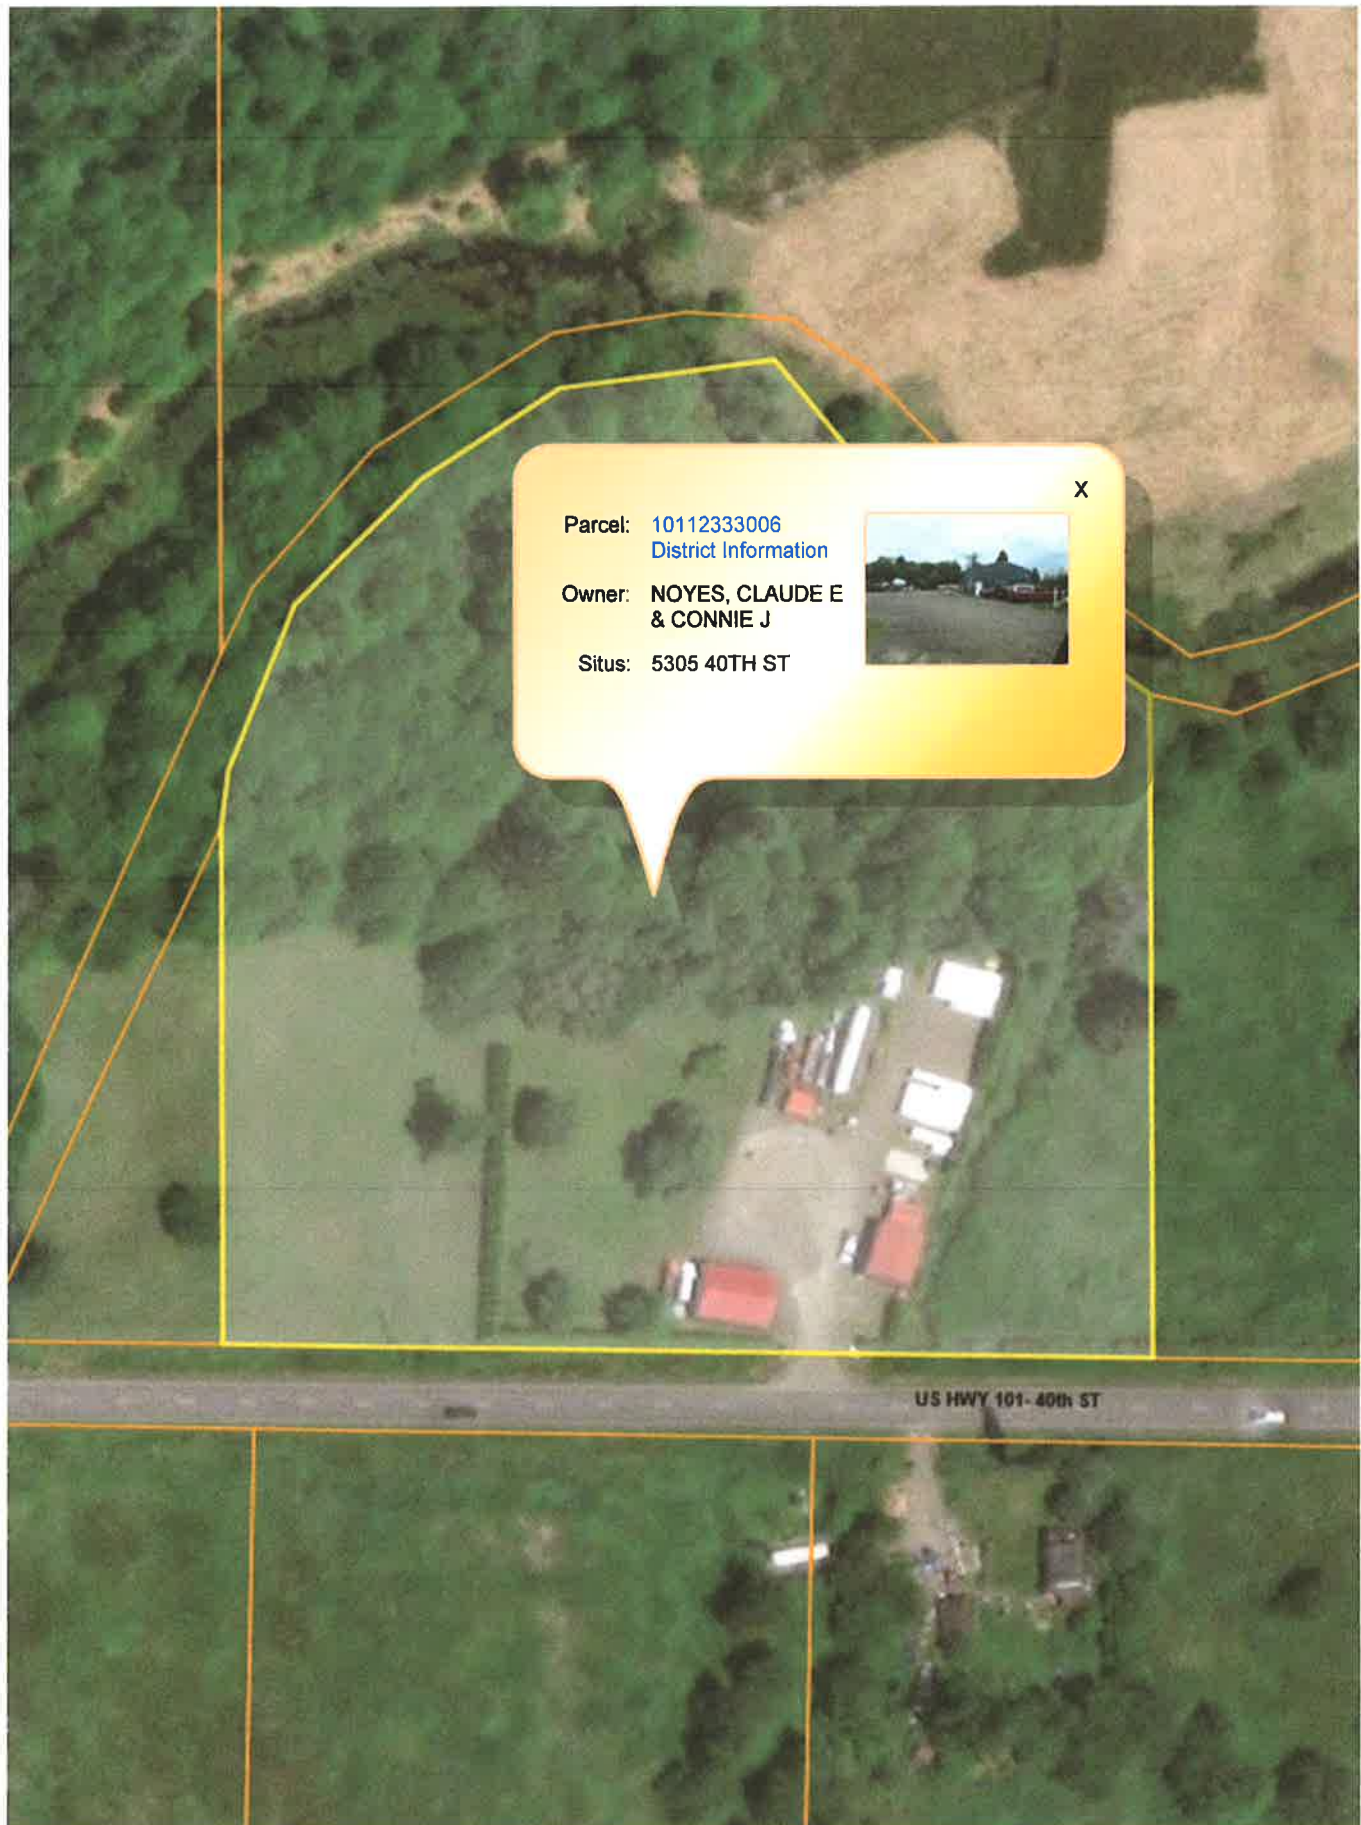 X
Parcel: 10112333006
District Information
Owner: NOYES, CLAUDE E
& CONNIE J
Situs: 5305 40TH ST
US HWY 101- 40th ST